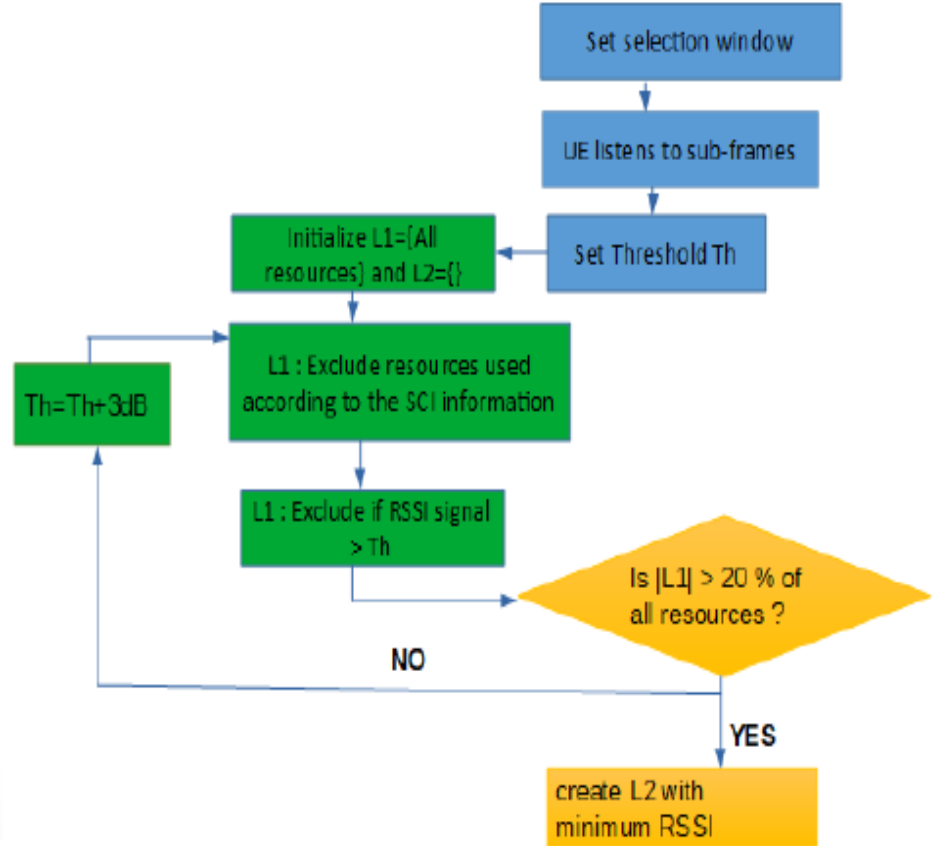 Set selection window
UE listens to sub-frames
Set Threshold Th
Initialize L1={All
resources} and L2={}
L1 : Exclude resources used
according to the SCI information
Th=Th+3dB
L1 : Exclude if RSSI signal
> Th
Is |L1| > 20 % of
all resources ?
NO
YES
create L2 with
minimum RSSI